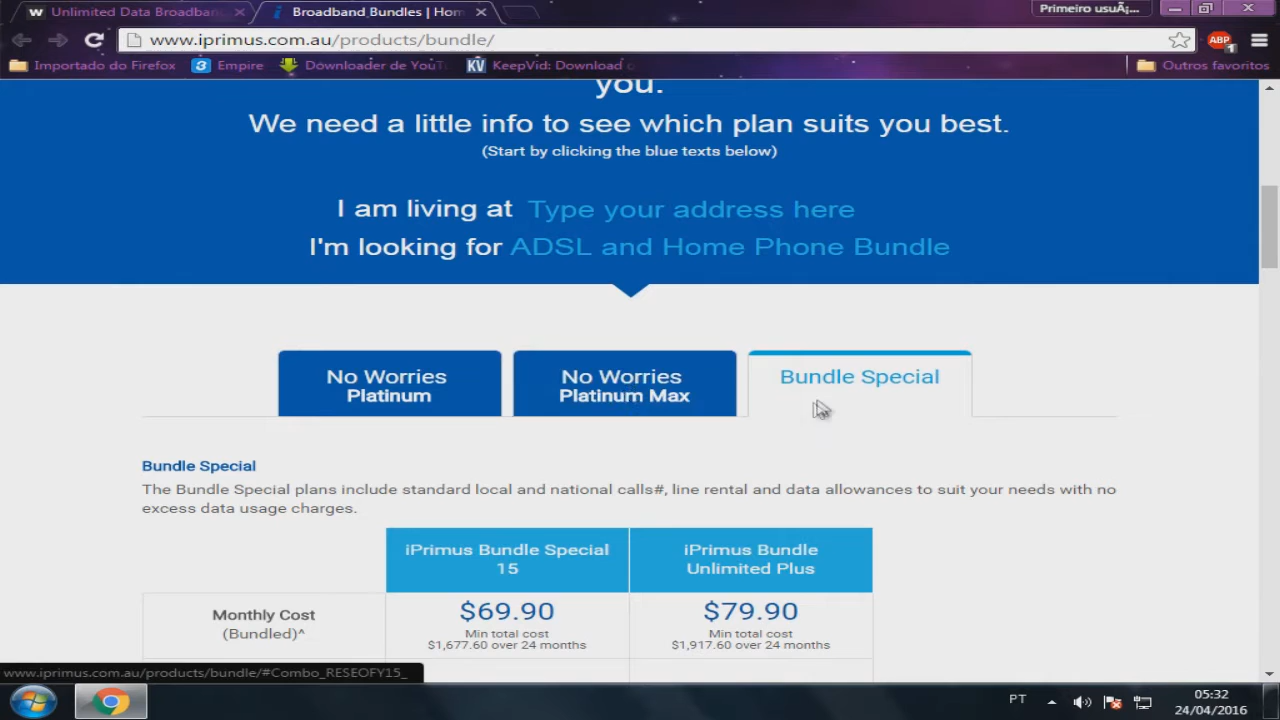 Unlimited Data Broadban
Broadband Bundles | Hom
Primeiro usuÃ¡...
www.iprimus.com.au/products/bundle/
ABP
1
Importado do Firefox
3
Empire
Downloader de YouTu
KV
KeepVid: Download o
Outros favoritos
you.
We need a little info to see which plan suits you best.
(Start by clicking the blue texts below)
I am living at Type your address here
I'm looking for ADSL and Home Phone Bundle
No Worries
Platinum
No Worries
Platinum Max
Bundle Special
Bundle Special
The Bundle Special plans include standard local and national calls#, line rental and data allowances to suit your needs with no
excess data usage charges.
iPrimus Bundle Special
15
iPrimus Bundle
Unlimited Plus
Monthly Cost
(Bundled)^
$69.90
Min total cost
$1,677.60 over 24 months
$79.90
Min total cost
$1,917.60 over 24 months
www.iprimus.com.au/products/bundle/#Combo_RESEOFY15_
PT
05:32
24/04/2016